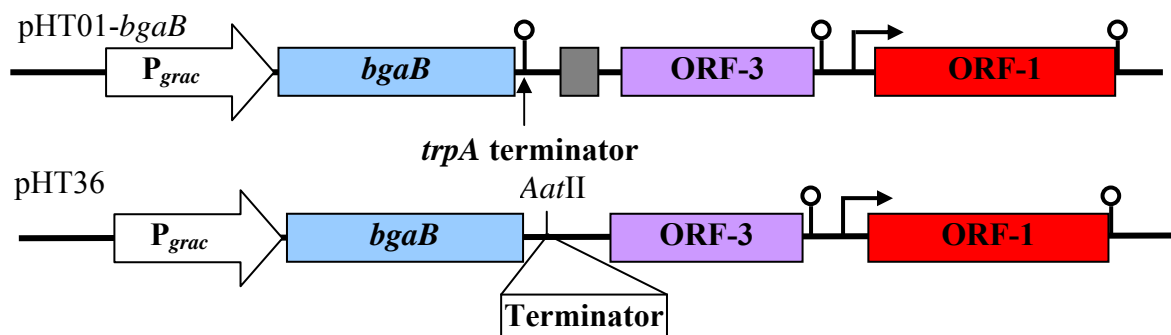 pHT01-bgaB
Pgrac bgaB ORF-3 ORF-1
trpA terminator
AatII
pHT36
Pgrac bgaB ORF-3 ORF-1
Terminator